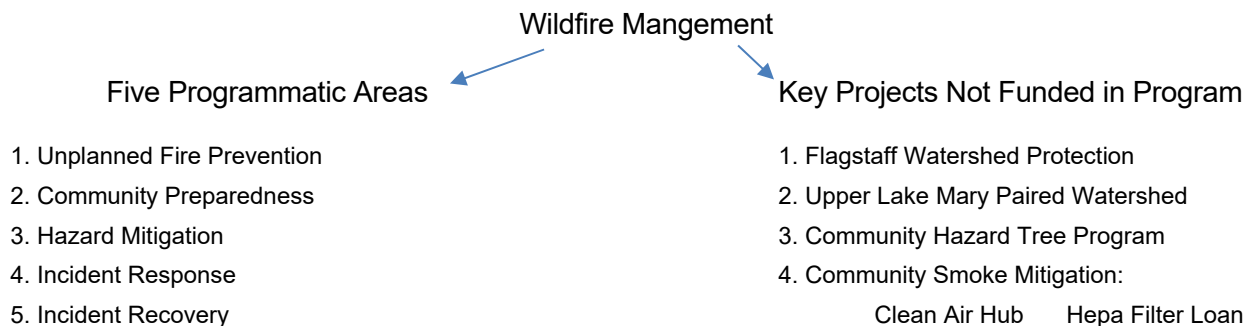 Wildfire Mangement
Five Programmatic Areas
1. Unplanned Fire Prevention
2. Community Preparedness
3. Hazard Mitigation
4. Incident Response
5. Incident Recovery
Key Projects Not Funded in Program
1. Flagstaff Watershed Protection
2. Upper Lake Mary Paired Watershed
3. Community Hazard Tree Program
4. Community Smoke Mitigation:
Clean Air Hub Hepa Filter Loan